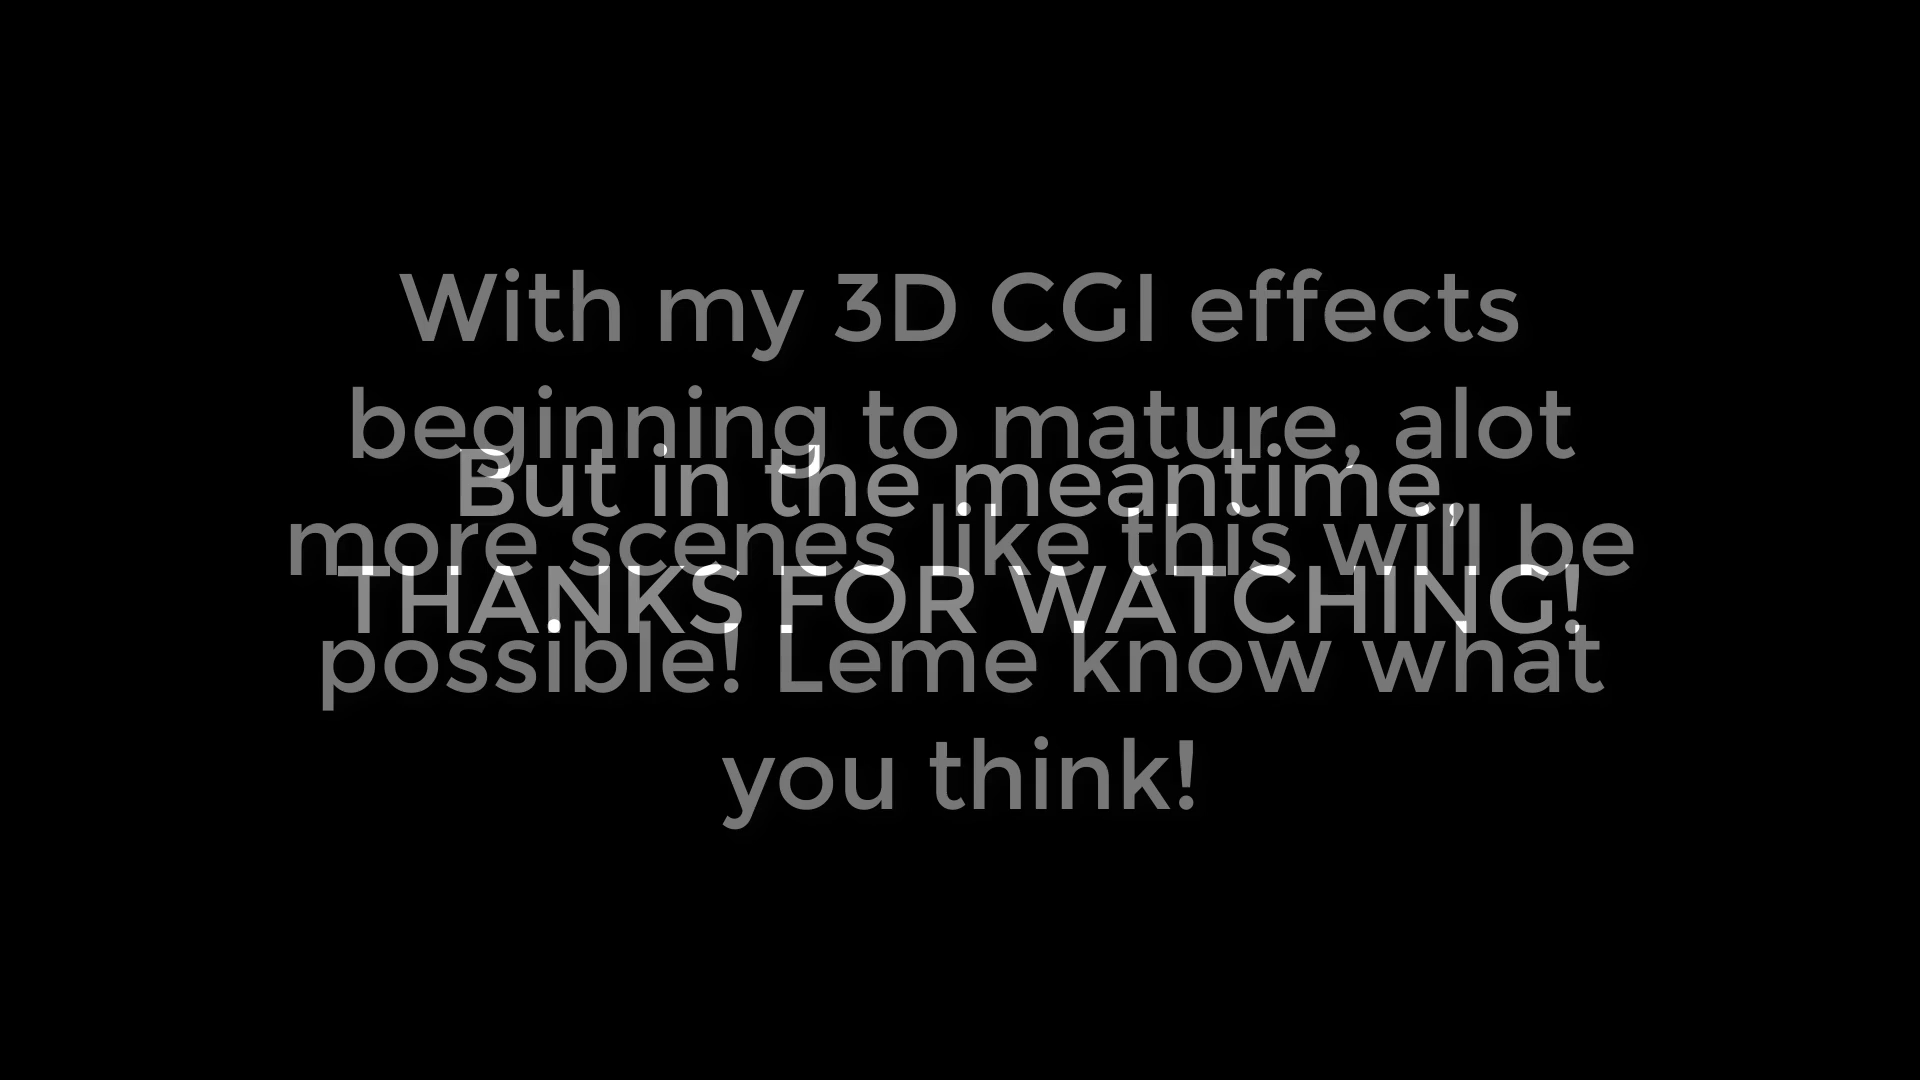 With my 3D CGI effects
beginning to mature, alot
more scenes like this will be
possible! Leme know what
you think!
But in the meantime,
THANKS FOR WATCHING!